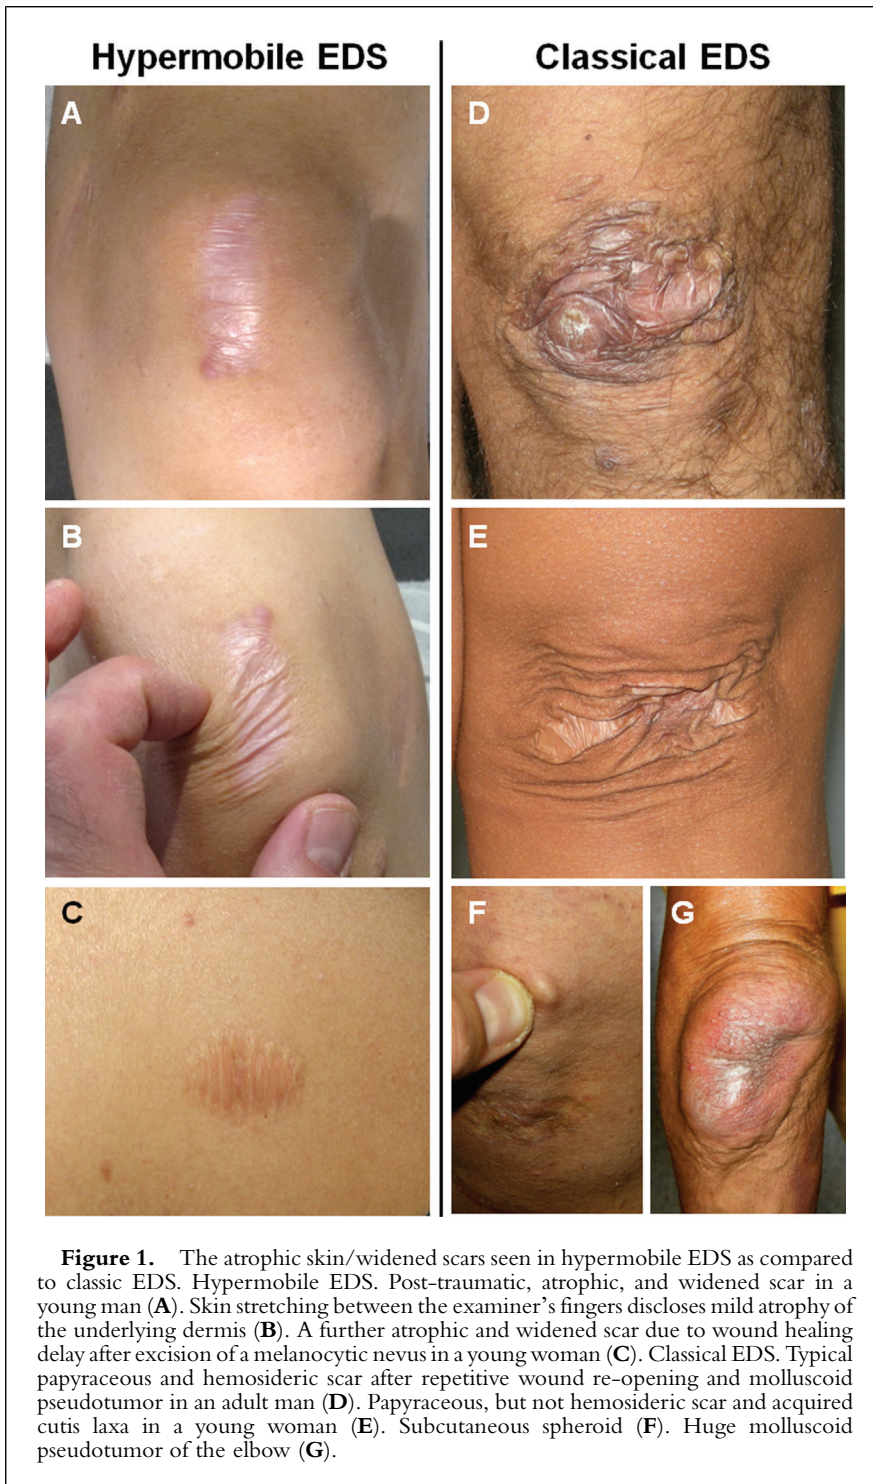 Hypermobile EDS
Classical EDS
A
D
B
E
C
F
G
Figure 1. The atrophic skin/widened scars seen in hypermobile EDS as compared
to classic EDS. Hypermobile EDS. Post-traumatic, atrophic, and widened scar in a
young man (A). Skin stretching between the examiner's fingers discloses mild atrophy of
the underlying dermis (B). A further atrophic and widened scar due to wound healing
delay after excision of a melanocytic nevus in a young woman (C). Classical EDS. Typical
papyraceous and hemosideric scar after repetitive wound re-opening and molluscoid
pseudotumor in an adult man (D). Papyraceous, but not hemosideric scar and acquired
cutis laxa in a young woman (E). Subcutaneous spheroid (F). Huge molluscoid
pseudotumor of the elbow (G).